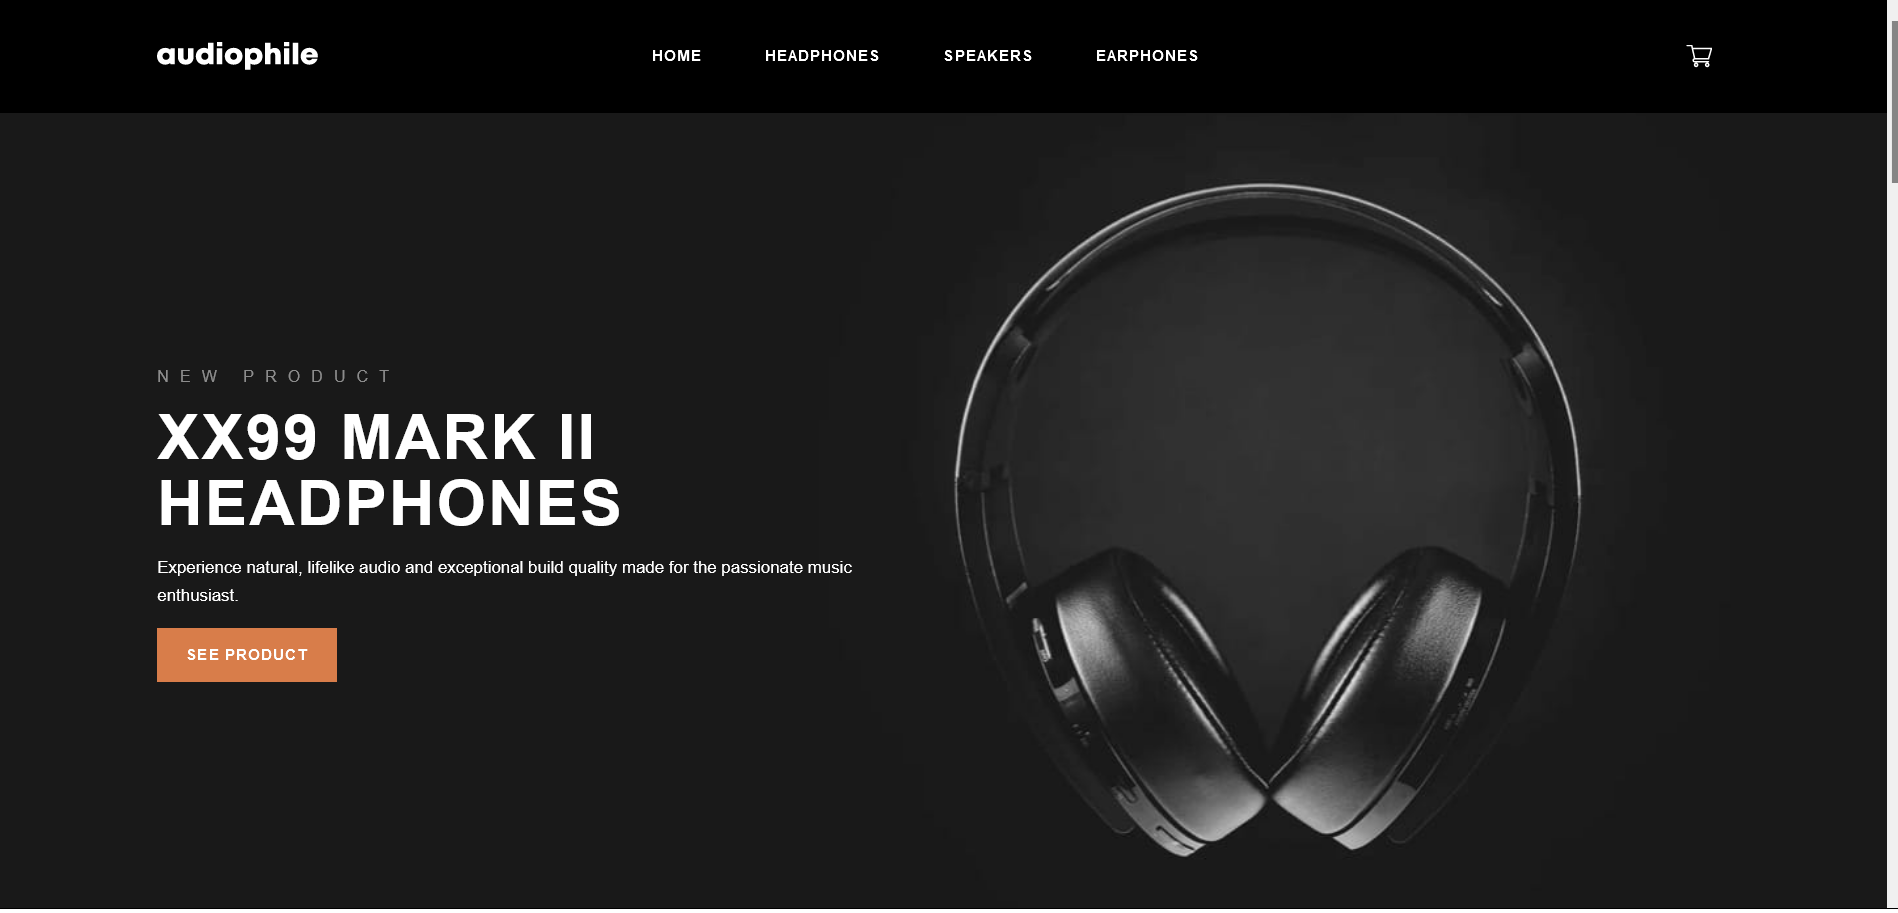 audiophile
HOME HEADPHONES SPEAKERS EARPHONES
NEW PRODUCT
XX99 MARK II
HEADPHONES
Experience natural, lifelike audio and exceptional build quality made for the passionate music
enthusiast.
SEE PRODUCT